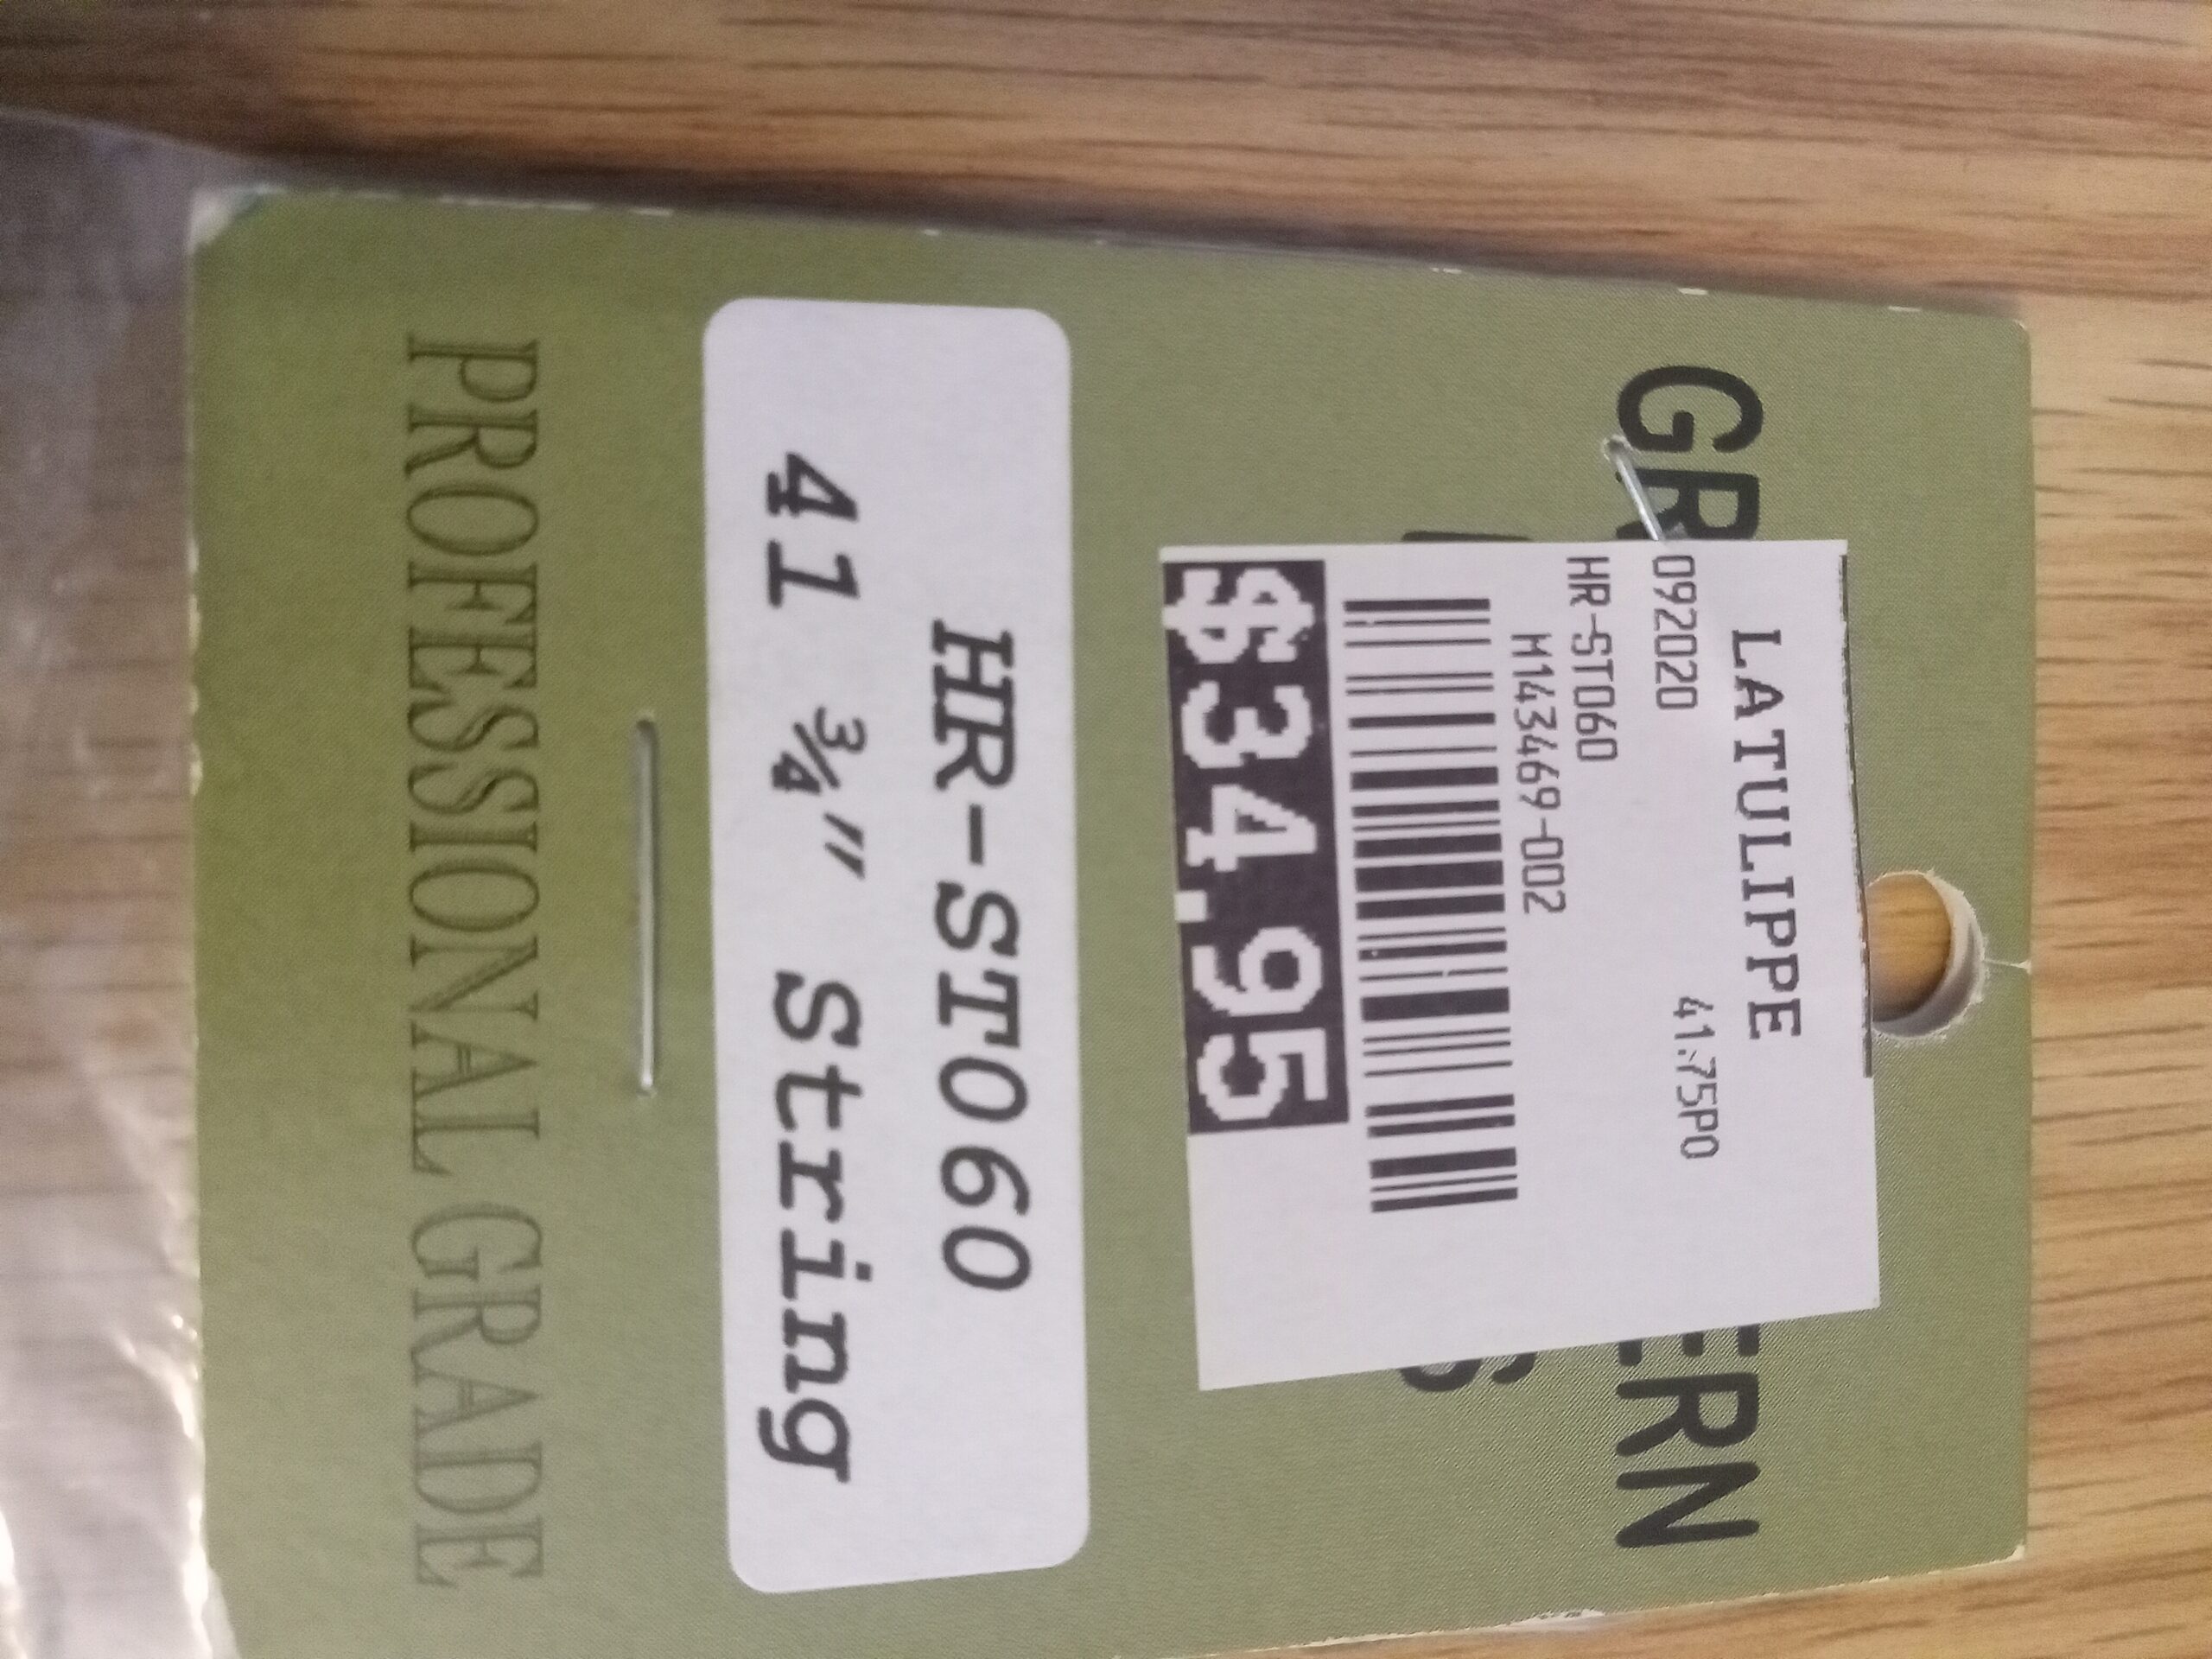 LATULIPPE
092020 41.75PO
HR-ST060
M143469-002
$34.95
HR-ST060
41 ¾" String
PROFESSIONAL GRADE